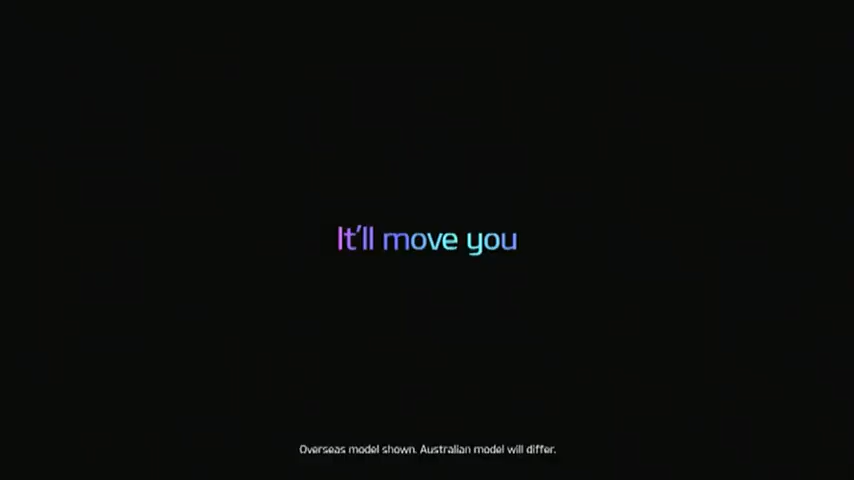 It'll move you
Overseas model shown. Australian model will differ.